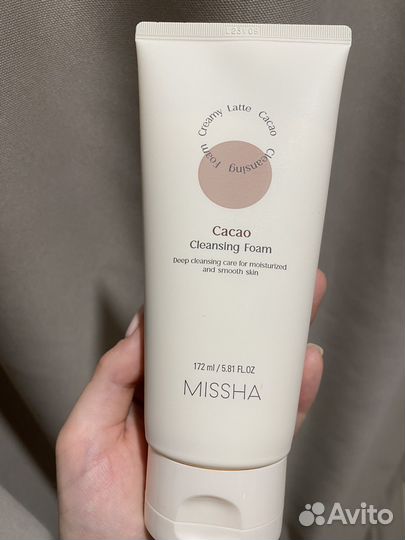 L23V09
Creamy Latte Cacao
Cleansing Foam
Cacao
Cleansing Foam
Deep cleansing care for moisturized
and smooth skin
172 ml / 5.81 FL.OZ
MISSHA
Avito